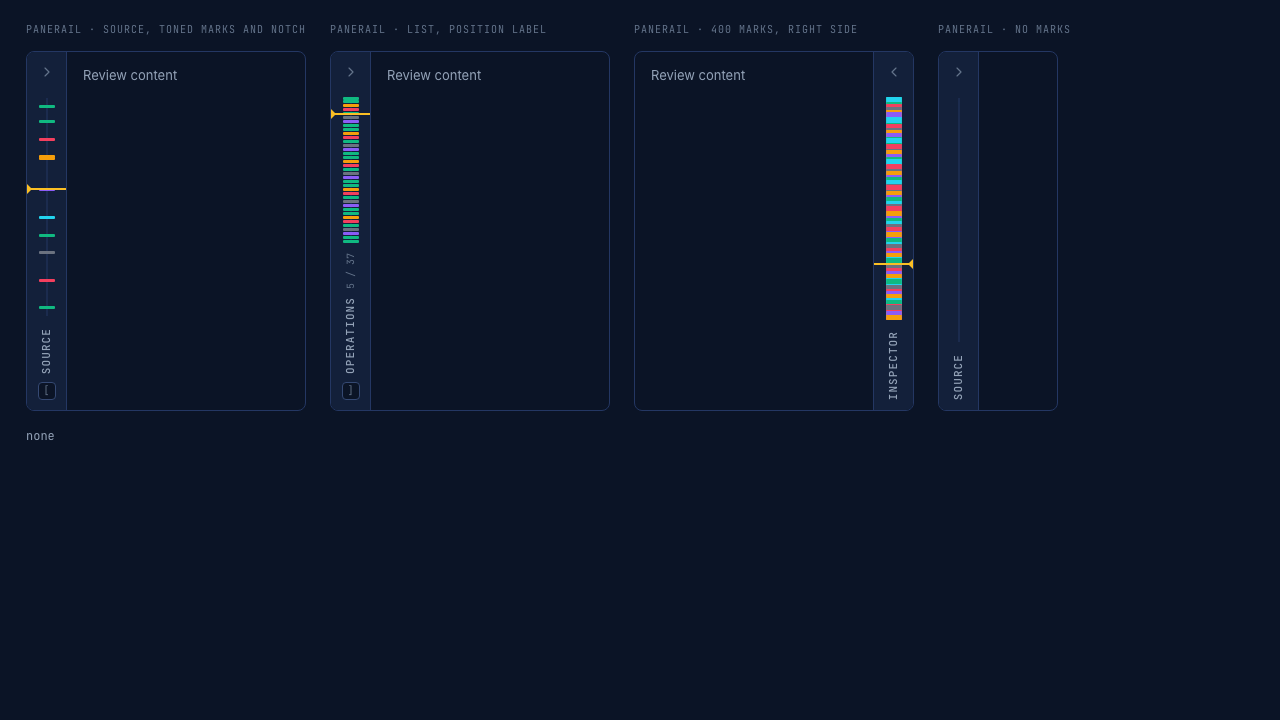 PANERAIL · SOURCE, TONED MARKS AND NOTCH
PANERAIL · LIST, POSITION LABEL
PANERAIL · 400 MARKS, RIGHT SIDE
PANERAIL · NO MARKS
Review content
SOURCE
[
Review content
OPERATIONS 5 / 37
]
Review content
INSPECTOR
SOURCE
none